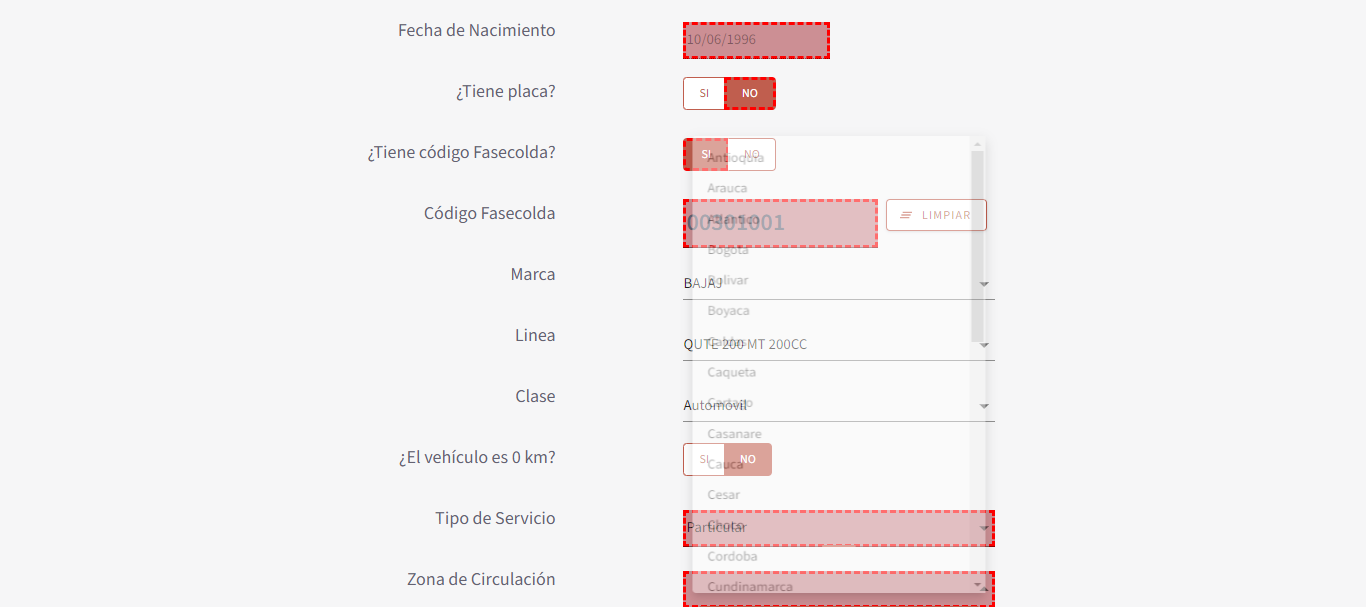 Fecha de Nacimiento
10/06/1996
¿Tiene placa?
SI NO
¿Tiene código Fasecolda?
SI NO
Antioquia
Arauca
Código Fasecolda
00301001
LIMPIAR
Atlantico
Bogota
Marca
BAJAJ
Bolivar
Boyaca
Linea
QUTE 200 MT 200CC
Caldas
Caqueta
Clase
Automóvil
Cartago
Casanare
¿El vehículo es 0 km?
SI NO
Cauca
Cesar
Tipo de Servicio
Particular
Choco
Cordoba
Zona de Circulación
Cundinamarca